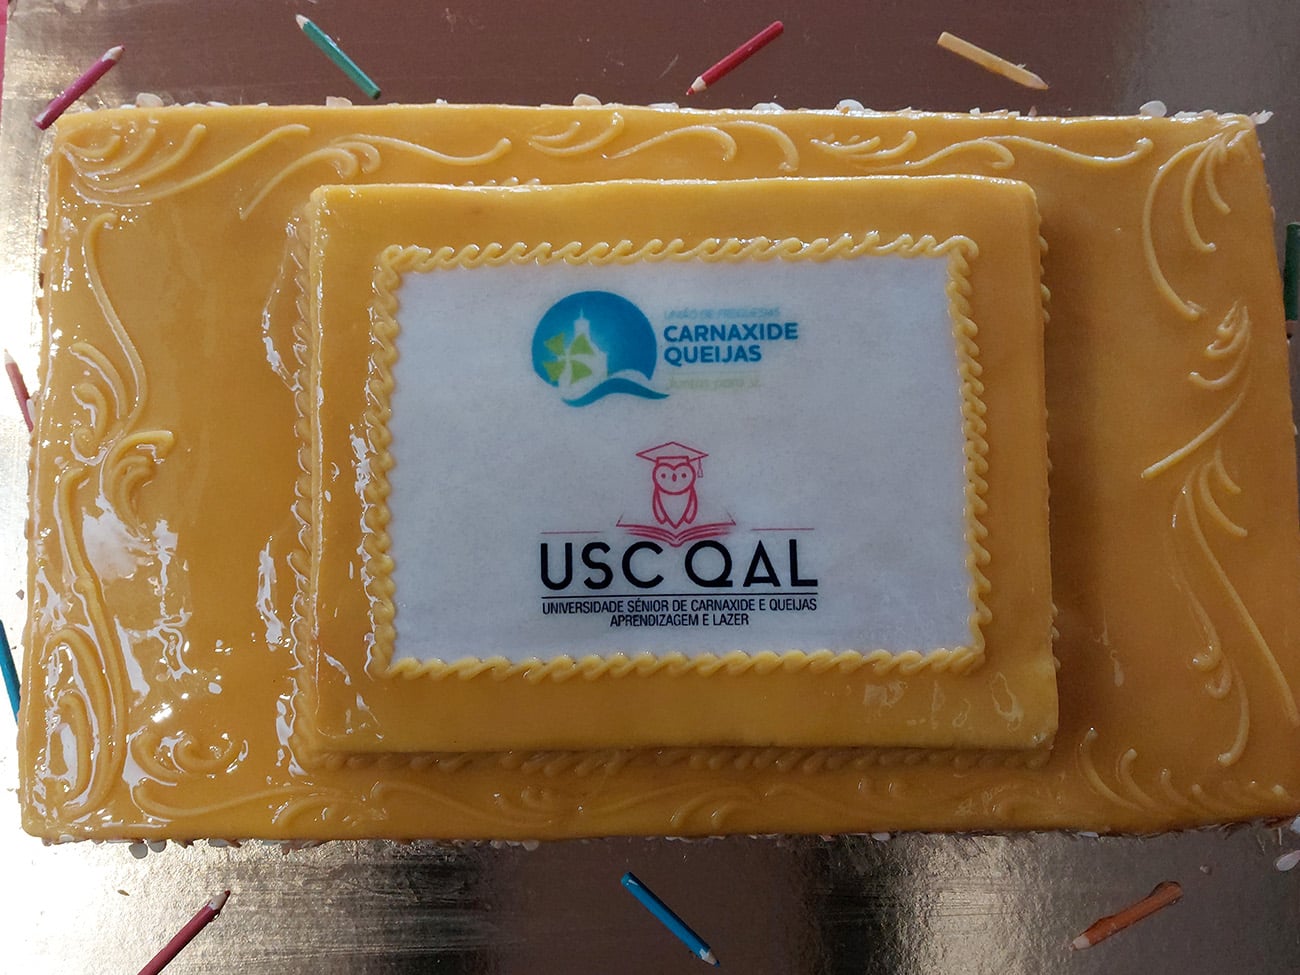 UNIÃO DE FREGUESIAS
CARNAXIDE
QUEIJAS
Juntos para si.
USC QAL
UNIVERSIDADE SÉNIOR DE CARNAXIDE E QUEIJAS
APRENDIZAGEM E LAZER